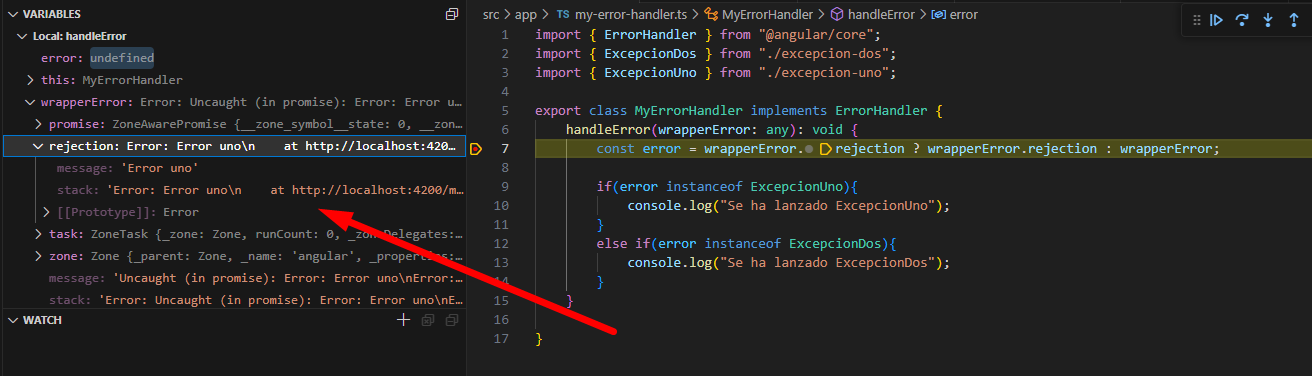 VARIABLES
Local: handleError
error: undefined
this: MyErrorHandler
wrapperError: Error: Uncaught (in promise): Error: Error u…
promise: ZoneAwarePromise {__zone_symbol__state: 0, __zon…
rejection: Error: Error uno\n    at http://localhost:420…
message: 'Error uno'
stack: 'Error: Error uno\n    at http://localhost:4200/m…
[[Prototype]]: Error
task: ZoneTask {_zone: Zone, runCount: 0, _zoneDelegates:…
zone: Zone {_parent: Zone, _name: 'angular', _properties:…
message: 'Uncaught (in promise): Error: Error uno\nError:…
stack: 'Error: Uncaught (in promise): Error: Error uno\nE…
WATCH
src > app > TS my-error-handler.ts > MyErrorHandler > handleError > error
1 import { ErrorHandler } from "@angular/core";
2 import { ExcepcionDos } from "./excepcion-dos";
3 import { ExcepcionUno } from "./excepcion-uno";
4
5 export class MyErrorHandler implements ErrorHandler {
6     handleError(wrapperError: any): void {
7         const error = wrapperError.rejection ? wrapperError.rejection : wrapperError;
8
9         if(error instanceof ExcepcionUno){
10             console.log("Se ha lanzado ExcepcionUno");
11         }
12         else if(error instanceof ExcepcionDos){
13             console.log("Se ha lanzado ExcepcionDos");
14         }
15     }
16
17 }